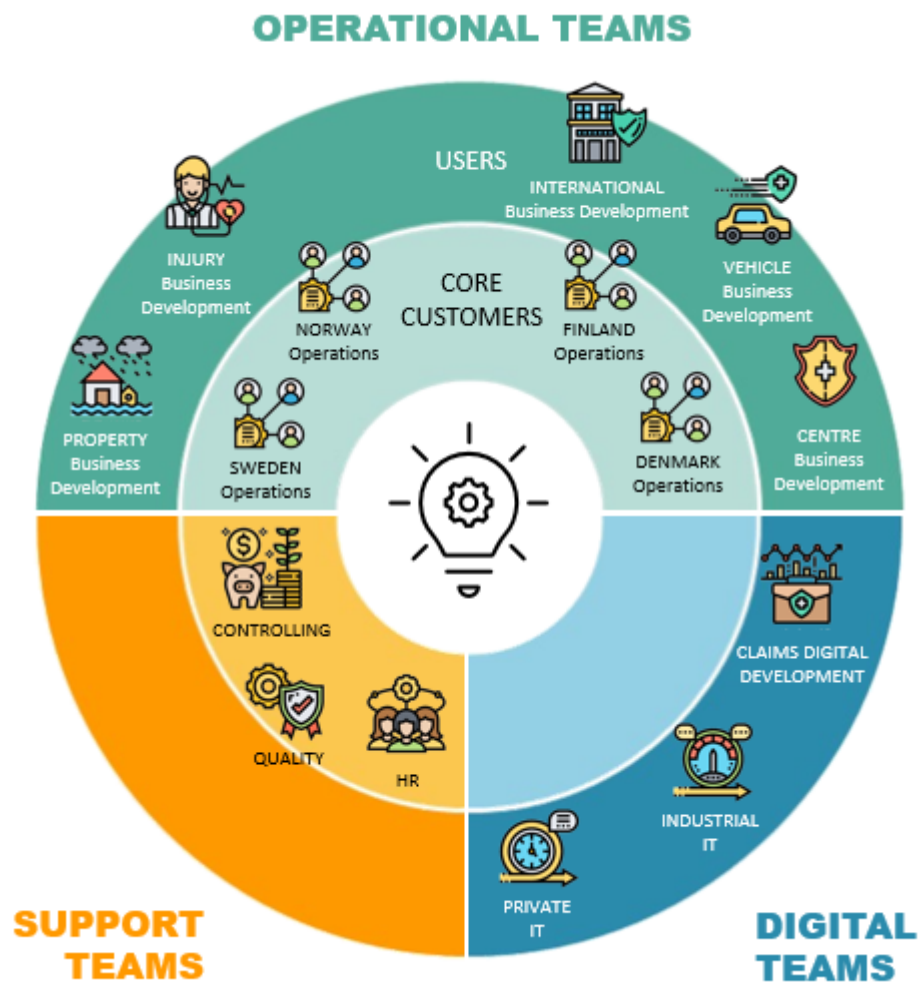 OPERATIONAL TEAMS
USERS
INTERNATIONAL
Business Development
INJURY
Business
Development
VEHICLE
Business
Development
CORE
CUSTOMERS
NORWAY
Operations
FINLAND
Operations
PROPERTY
Business
Development
SWEDEN
Operations
DENMARK
Operations
CENTRE
Business
Development
CONTROLLING
QUALITY
HR
CLAIMS DIGITAL
DEVELOPMENT
INDUSTRIAL
IT
PRIVATE
IT
SUPPORT
TEAMS
DIGITAL
TEAMS